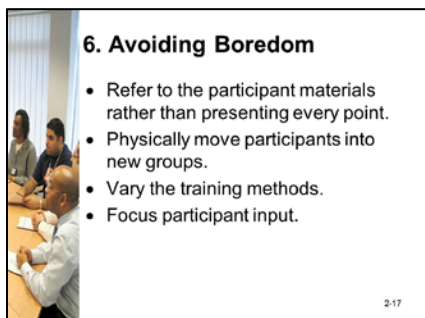 6. Avoiding Boredom
• Refer to the participant materials
rather than presenting every point.
• Physically move participants into
new groups.
• Vary the training methods.
• Focus participant input.
2-17